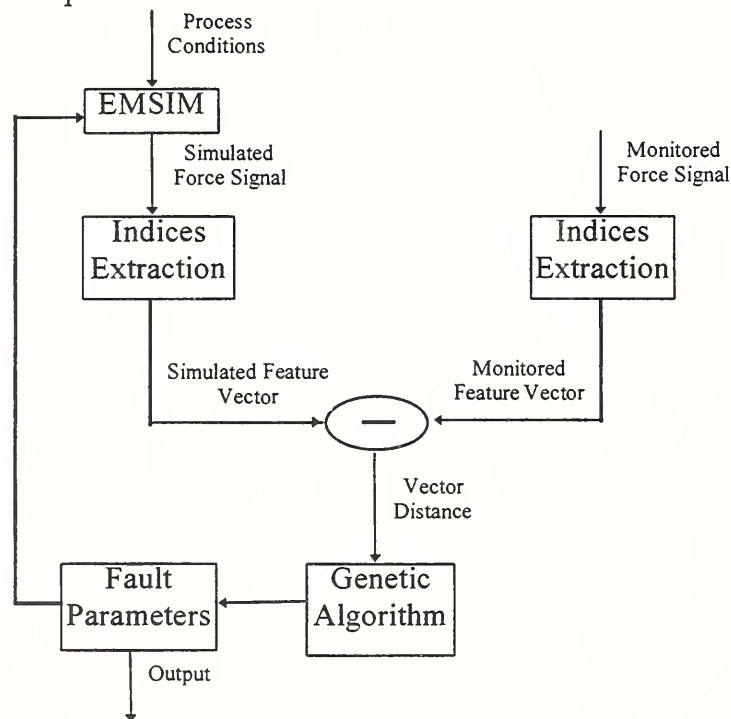 Process
Conditions
EMSIM
Simulated
Force Signal
Monitored
Force Signal
Indices
Extraction
Indices
Extraction
Simulated Feature
Vector
Monitored
Feature Vector
Vector
Distance
Fault
Parameters
Genetic
Algorithm
Output